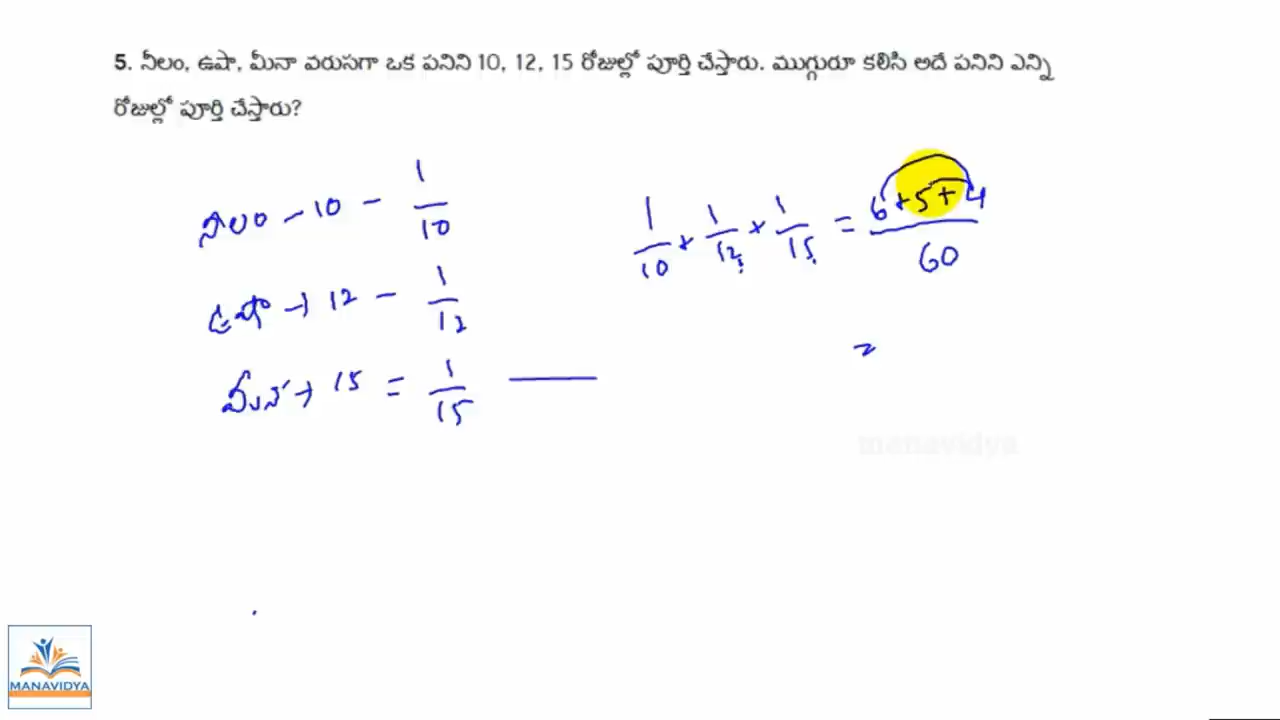 5. నీలం, ఉషా, మీనా వరుసగా ఒక పనిని 10, 12, 15 రోజుల్లో పూర్తి చేస్తారు. ముగ్గురూ కలిసి అదే పనిని ఎన్ని
రోజుల్లో పూర్తి చేస్తారు?
నీలం - 10 - 1/10
ఉషా → 12 - 1/12
మీన → 15 = 1/15
1/10 + 1/12 + 1/15 = 6+5+4/60
=
manavidya
MANAVIDYA